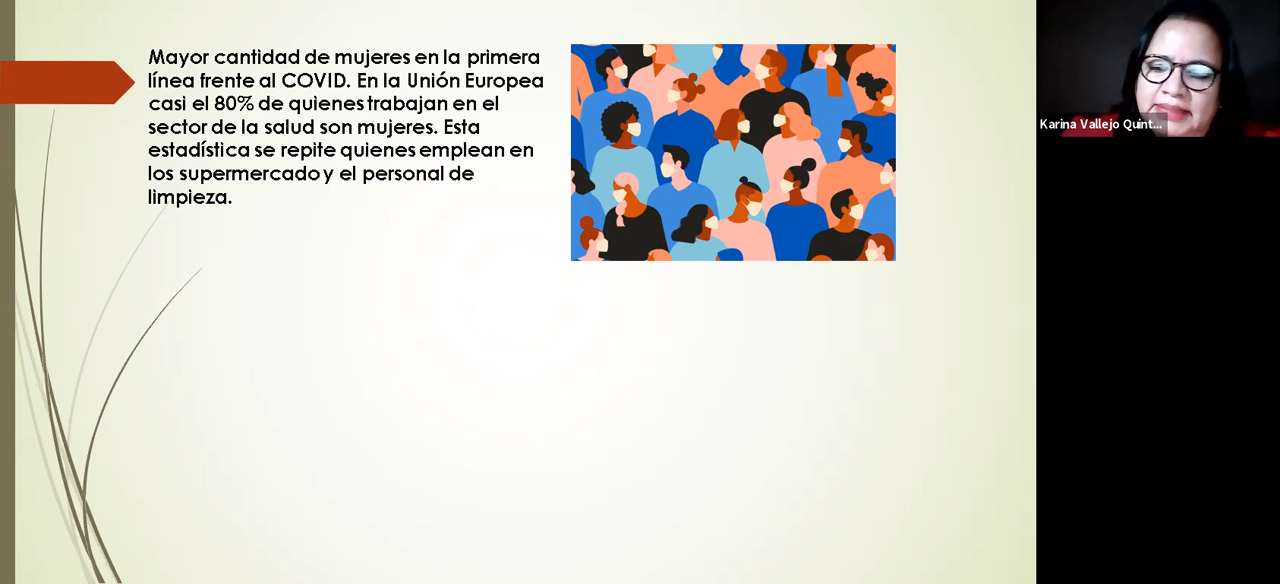 Mayor cantidad de mujeres en la primera
línea frente al COVID. En la Unión Europea
casi el 80% de quienes trabajan en el
sector de la salud son mujeres. Esta
estadística se repite quienes emplean en
los supermercado y el personal de
limpieza.
Karina Vallejo Quint...